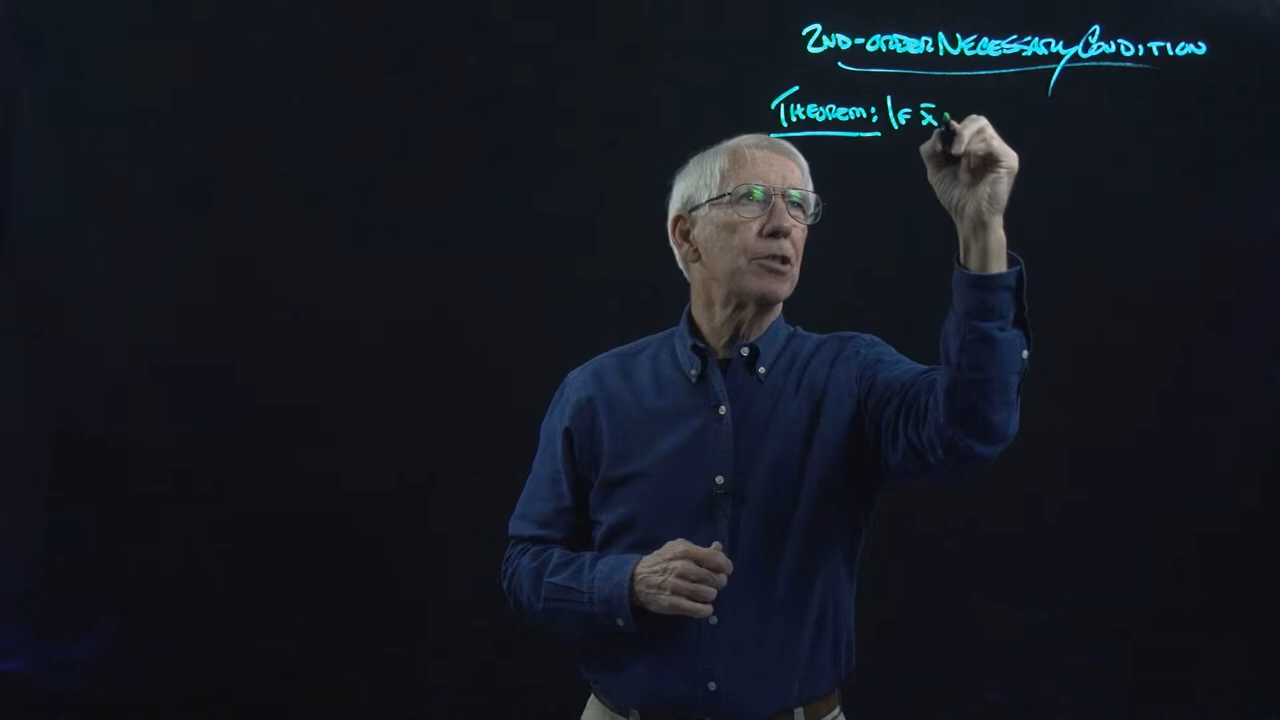 2ND-ORDER NECESSARY CONDITION
THEOREM: IF x̄